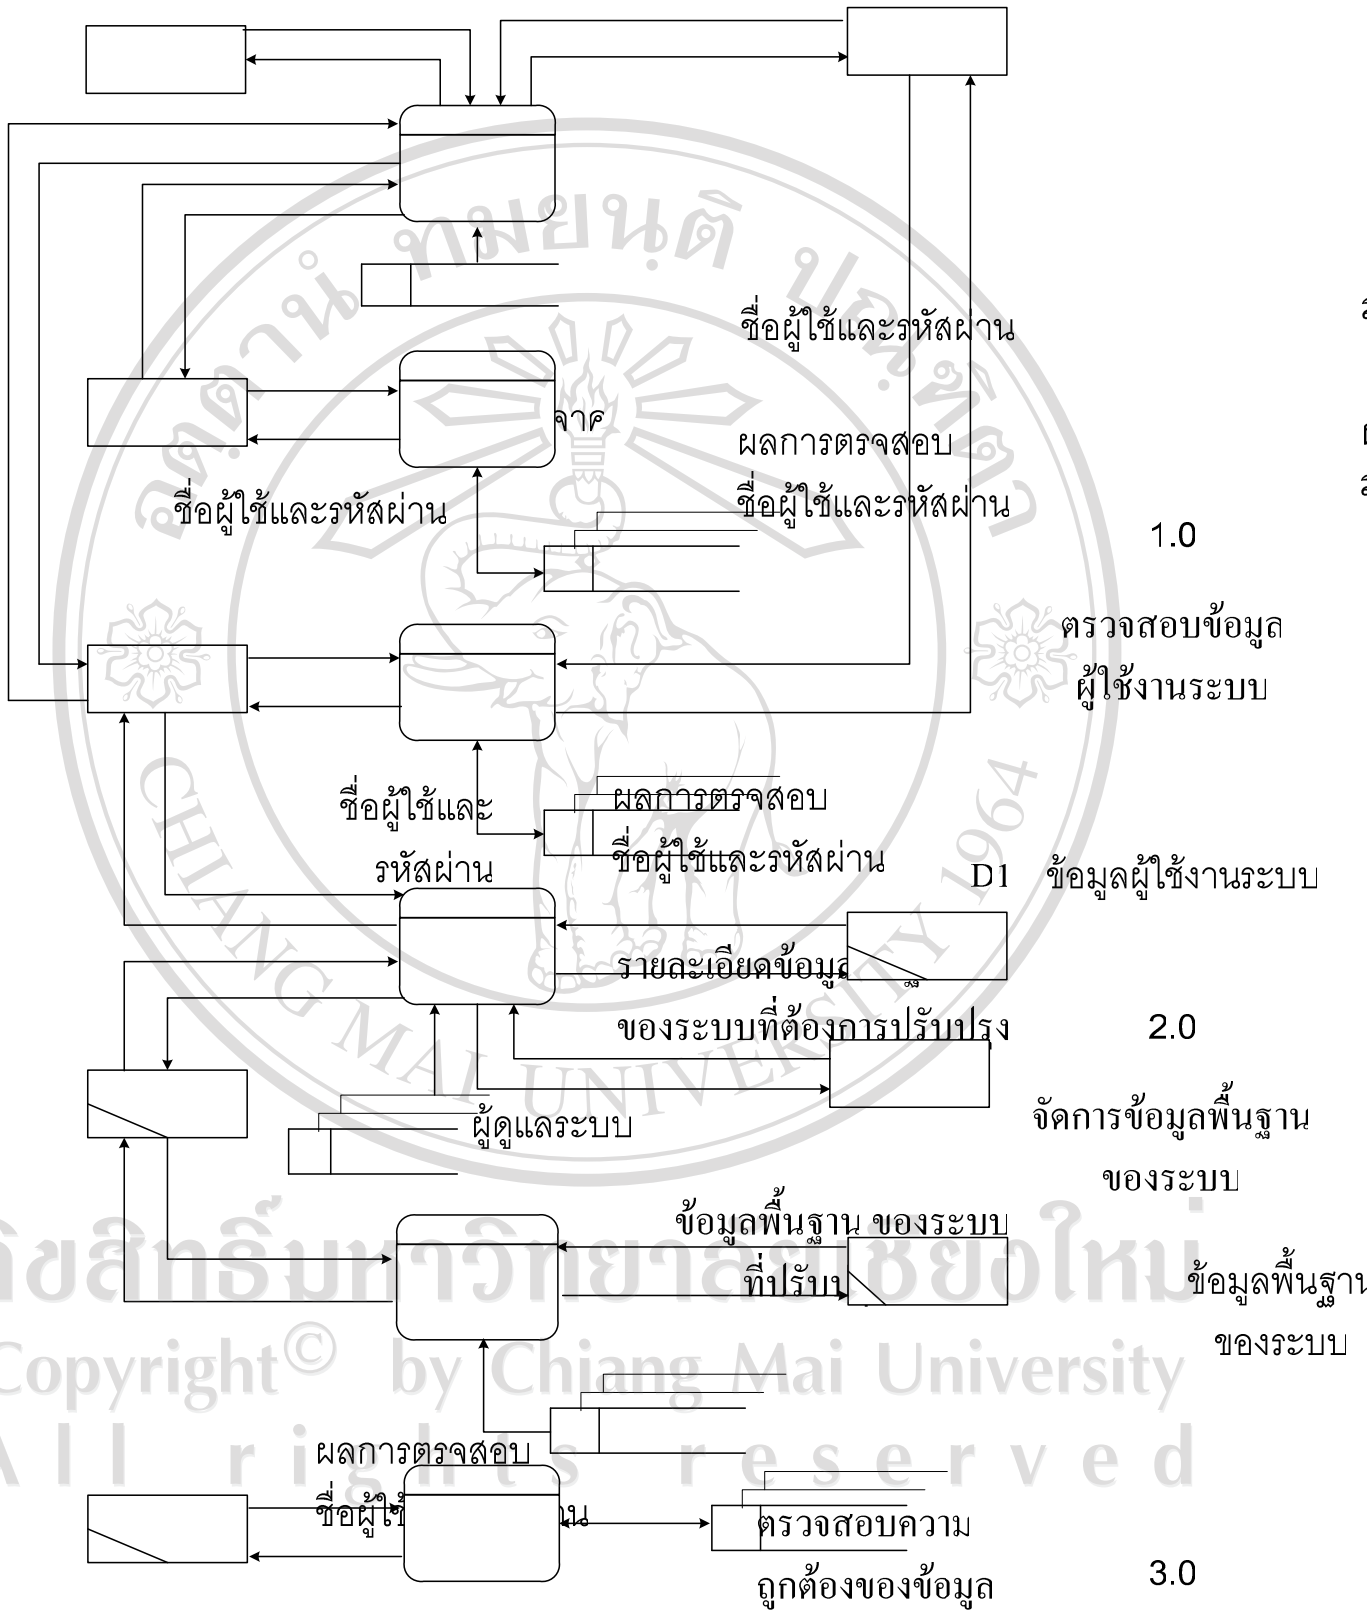 ชื่อผู้ใช้และรหัสผ่าน
ผลการตรจสอบ
ชื่อผู้ใช้และรหัสผ่าน
ชื่อผู้ใช้และรหัสผ่าน
1.0
ตรวจสอบข้อมูล
ผู้ใช้งานระบบ
ชื่อผู้ใช้และ
รหัสผ่าน
ผลการตรจสอบ
ชื่อผู้ใช้และรหัสผ่าน
D1 ข้อมูลผู้ใช้งานระบบ
รายละเอียดข้อมูล
ของระบบที่ต้องการปรับปรุง
2.0
จัดการข้อมูลพื้นฐาน
ของระบบ
ผู้ดูแลระบบ
ข้อมูลพื้นฐาน ของระบบ
ที่ปรับ
ข้อมูลพื้นฐาน
ของระบบ
ผลการตรจสอบ
ชื่อผู้ใช้
ตรวจสอบความ
ถูกต้องของข้อมูล
3.0
CHIANG MAI UNIVERSITY 1964
Copyright© by Chiang Mai University
All rights reserved